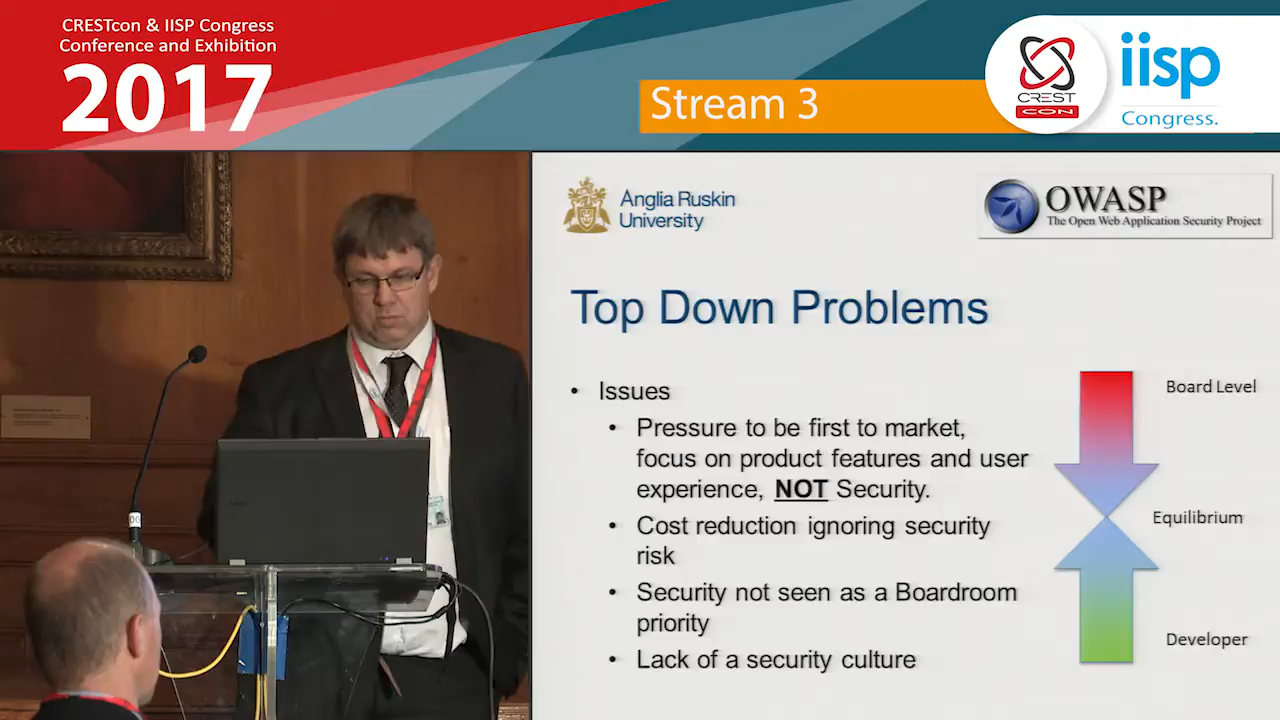 CRESTcon & IISP Congress
Conference and Exhibition
2017
Stream 3
CREST
CON
iisp
Congress.
Anglia Ruskin
University
OWASP
The Open Web Application Security Project
Top Down Problems
• Issues
• Pressure to be first to market,
focus on product features and user
experience, NOT Security.
• Cost reduction ignoring security
risk
• Security not seen as a Boardroom
priority
• Lack of a security culture
Board Level
Equilibrium
Developer